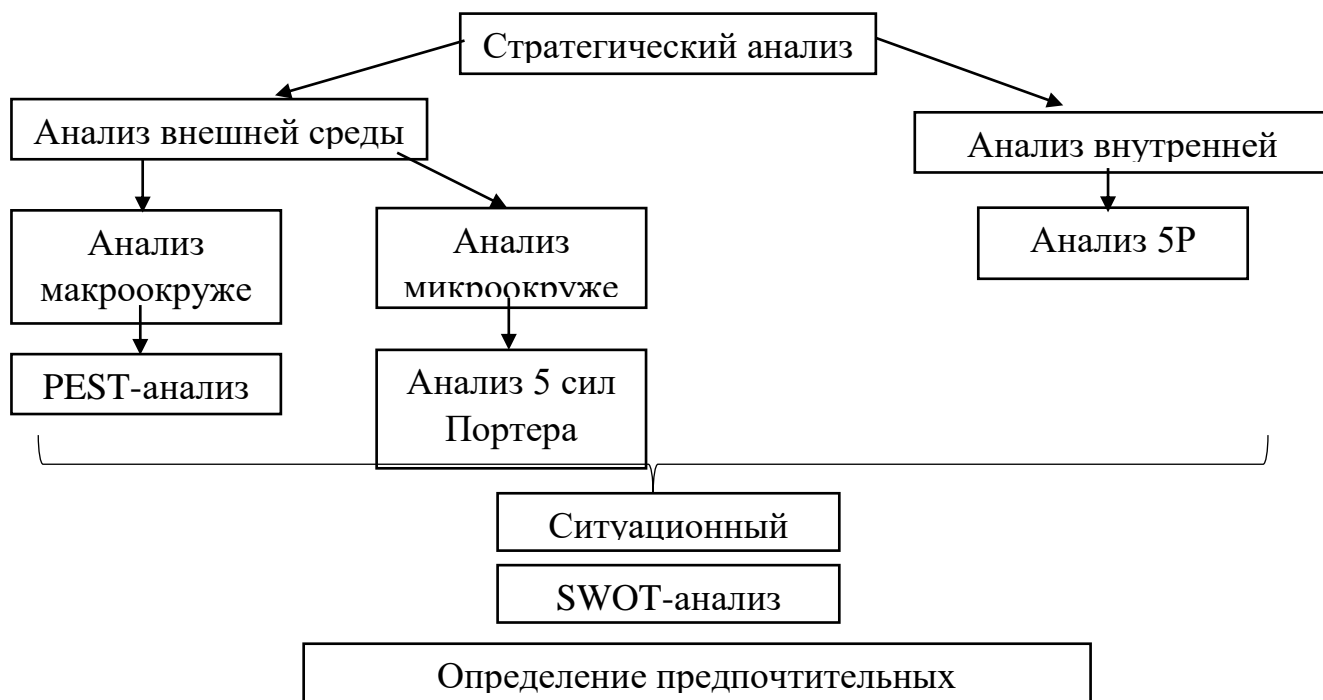 Стратегический анализ
Анализ внешней среды
Анализ внутренней
Анализ
макроокруже
Анализ
микроокруже
Анализ 5P
PEST-анализ
Анализ 5 сил
Портера
Ситуационный
SWOT-анализ
Определение предпочтительных